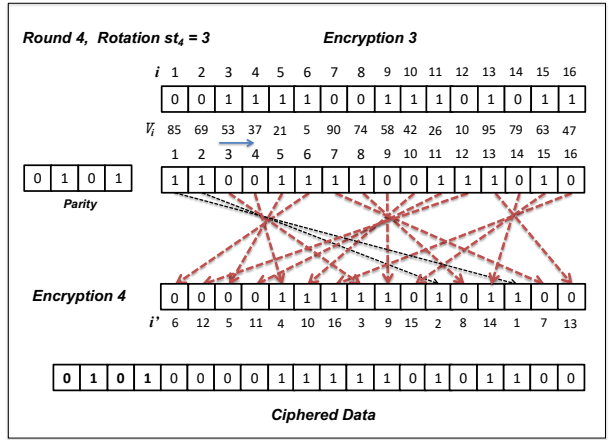 Round 4, Rotation st4 = 3 Encryption 3
i 1 2 3 4 5 6 7 8 9 10 11 12 13 14 15 16
0 0 1 1 1 1 0 0 1 1 1 0 1 0 1 1
Vi 85 69 53 37 21 5 90 74 58 42 26 10 95 79 63 47
1 2 3 4 5 6 7 8 9 10 11 12 13 14 15 16
0 1 0 1 1 1 0 0 1 1 1 1 0 0 1 1 1 0 1 0
Parity
Encryption 4 0 0 0 0 1 1 1 1 1 0 1 0 1 1 0 0 0
i' 6 12 5 11 4 10 16 3 9 15 2 8 14 1 7 13
0 1 0 1 0 0 0 0 1 1 1 1 0 1 0 1 1 0 0
Ciphered Data